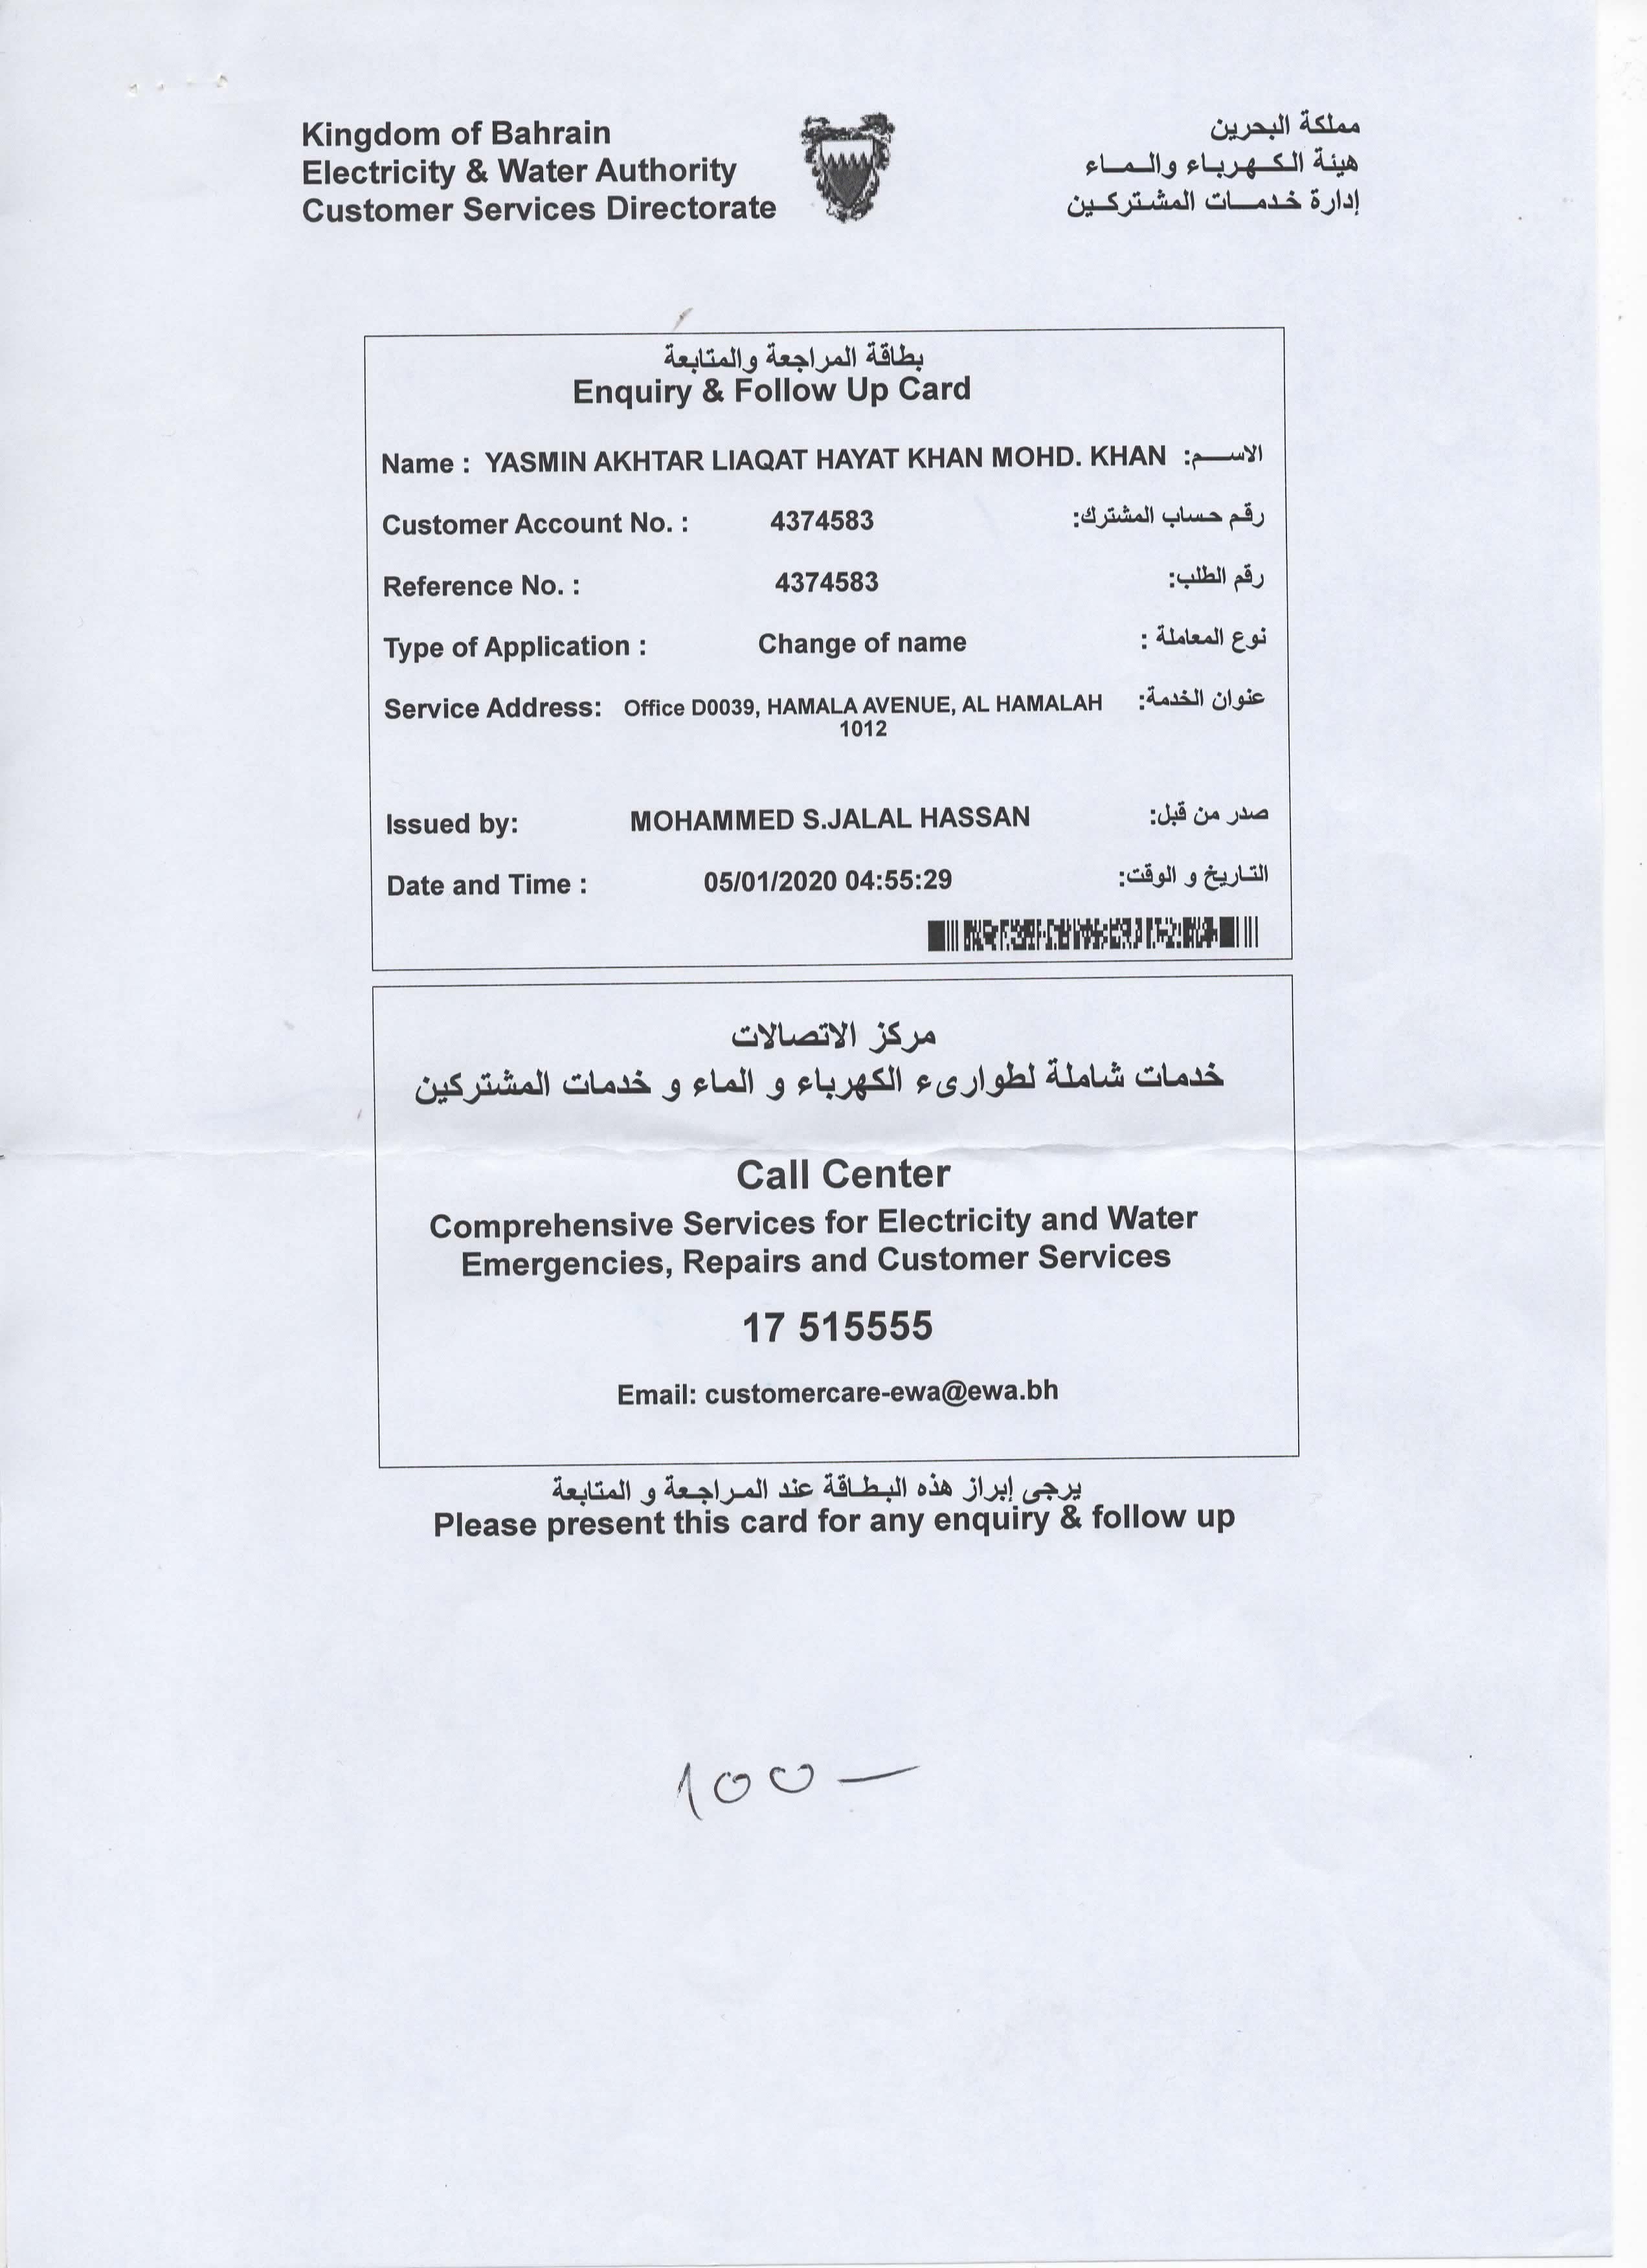 Kingdom of Bahrain
Electricity & Water Authority
Customer Services Directorate
مملكة البحرين
هيئة الكهرباء والماء
إدارة خدمات المشتركين
بطاقة المراجعة والمتابعة
Enquiry & Follow Up Card
Name : YASMIN AKHTAR LIAQAT HAYAT KHAN MOHD. KHAN الاسم:
Customer Account No. : 4374583 رقم حساب المشترك:
Reference No. : 4374583 رقم الطلب:
Type of Application : Change of name نوع المعاملة :
Service Address: Office D0039, HAMALA AVENUE, AL HAMALAH عنوان الخدمة:
1012
Issued by: MOHAMMED S.JALAL HASSAN صدر من قبل:
Date and Time : 05/01/2020 04:55:29 التاريخ و الوقت:
مركز الاتصالات
خدمات شاملة لطوارىء الكهرباء و الماء و خدمات المشتركين
Call Center
Comprehensive Services for Electricity and Water
Emergencies, Repairs and Customer Services
17 515555
Email: customercare-ewa@ewa.bh
يرجى إبراز هذه البطاقة عند المراجعة و المتابعة
Please present this card for any enquiry & follow up
100 —